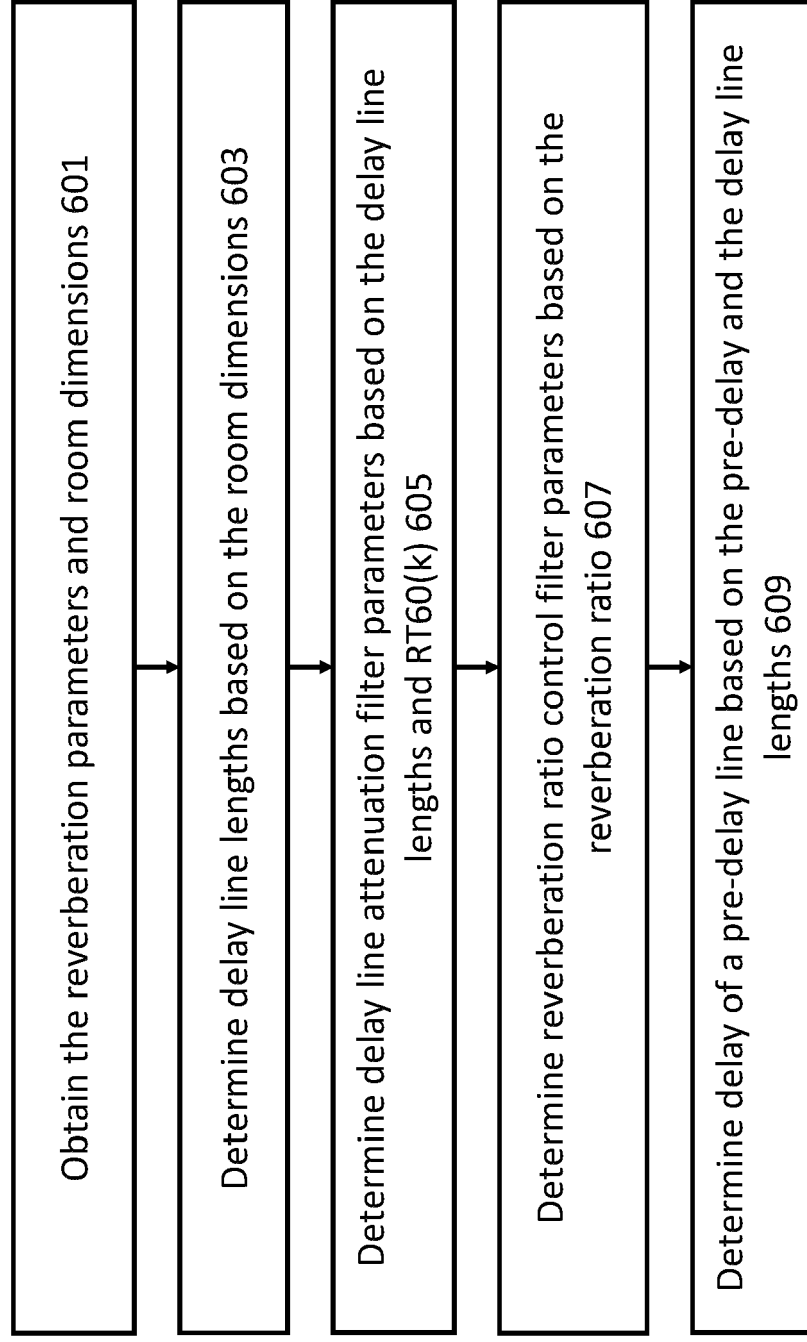 Obtain the reverberation parameters and room dimensions 601
Determine delay line lengths based on the room dimensions 603
Determine delay line attenuation filter parameters based on the delay line
lengths and RT60(k) 605
Determine reverberation ratio control filter parameters based on the
reverberation ratio 607
Determine delay of a pre-delay line based on the pre-delay and the delay line
lengths 609